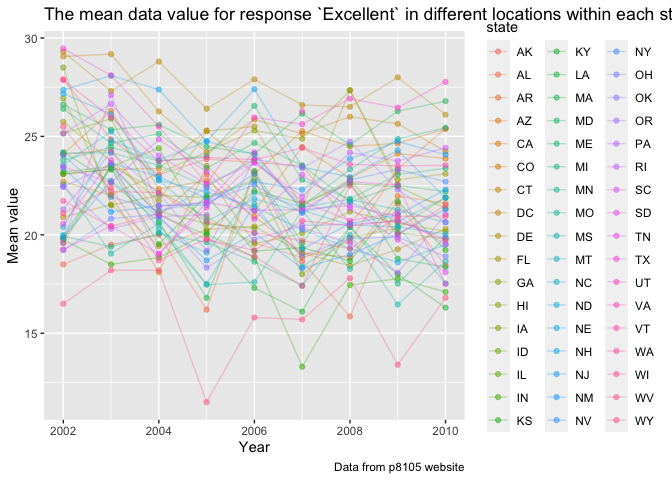 The mean data value for response `Excellent` in different locations within each st
state
30
25
20
15
Mean value
2002
2004
2006
2008
2010
Year
AK KY NY
AL LA OH
AR MA OK
AZ MD OR
CA ME PA
CO MI RI
CT MN SC
DC MO SD
DE MS TN
FL MT TX
GA NC UT
HI ND VA
IA NE VT
ID NH WA
IL NJ WI
IN NM WV
KS NV WY
Data from p8105 website